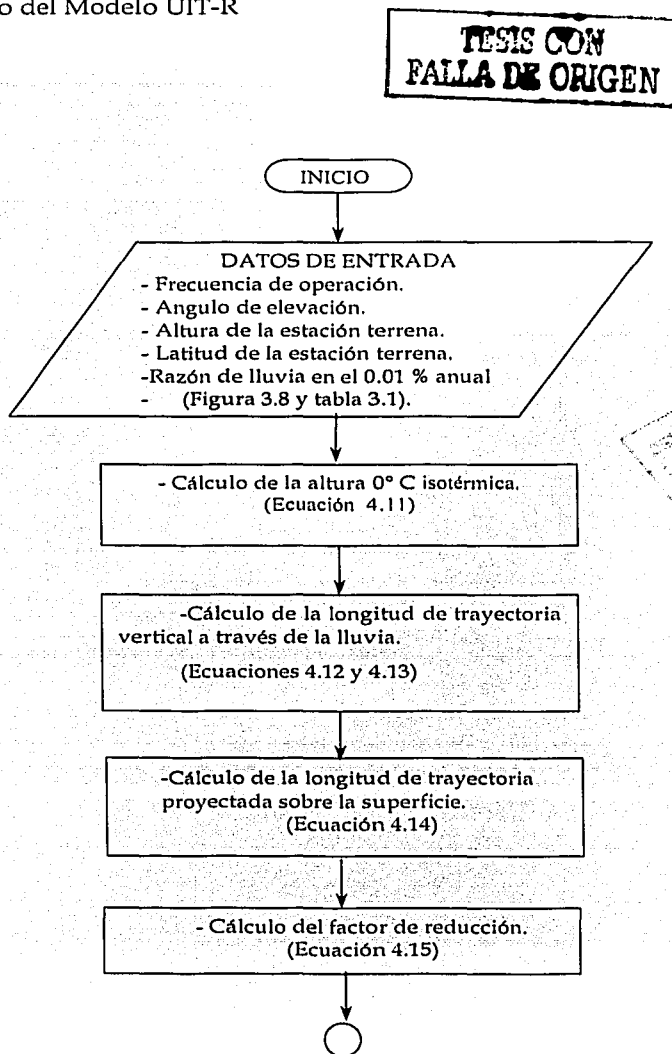 o del Modelo UIT-R
TESIS CON
FALLA DE ORIGEN
INICIO
DATOS DE ENTRADA
- Frecuencia de operación.
- Angulo de elevación.
- Altura de la estación terrena.
- Latitud de la estación terrena.
-Razón de lluvia en el 0.01 % anual
- (Figura 3.8 y tabla 3.1).
- Cálculo de la altura 0° C isotérmica.
(Ecuación 4.11)
-Cálculo de la longitud de trayectoria
vertical a través de la lluvia.
(Ecuaciones 4.12 y 4.13)
-Cálculo de la longitud de trayectoria
proyectada sobre la superficie.
(Ecuación 4.14)
- Cálculo del factor de reducción.
(Ecuación 4.15)